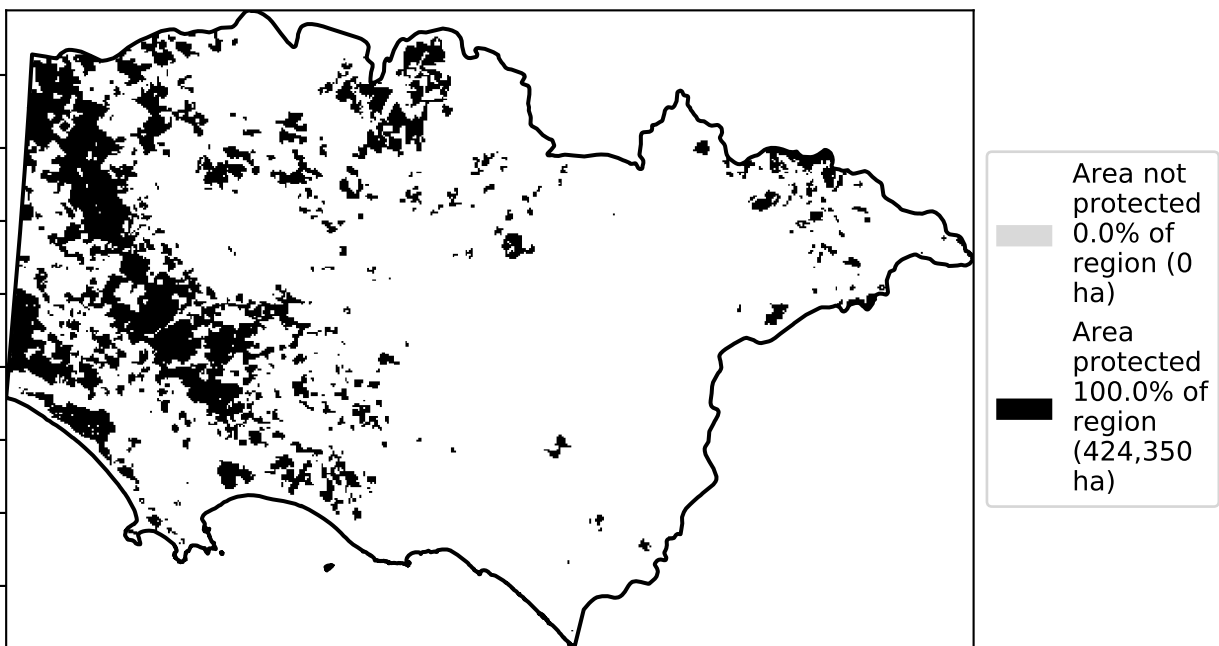 Area not
protected
0.0% of
region (0
ha)
Area
protected
100.0% of
region
(424,350
ha)